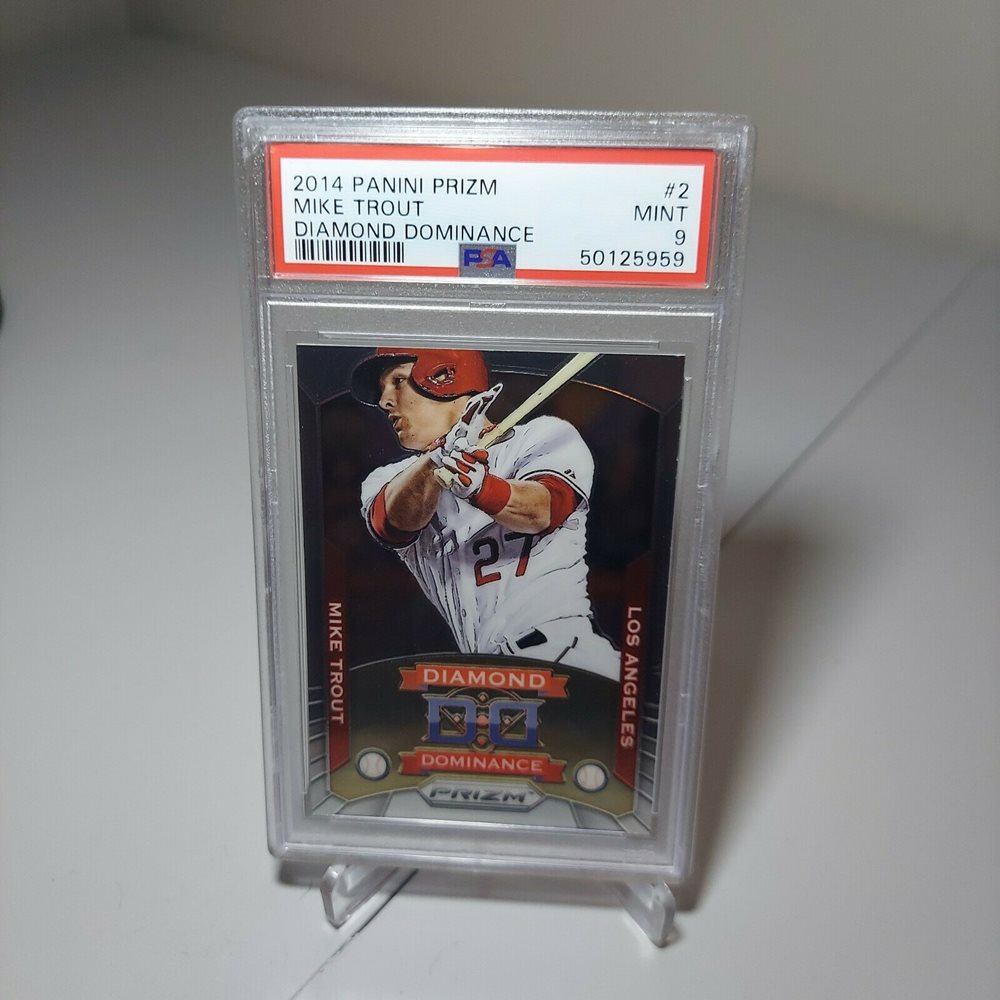 2014 PANINI PRIZM #2
MIKE TROUT MINT
DIAMOND DOMINANCE 9
PSA 50125959
27
MIKE TROUT
LOS ANGELES
DIAMOND
DD
DOMINANCE
PRIZM